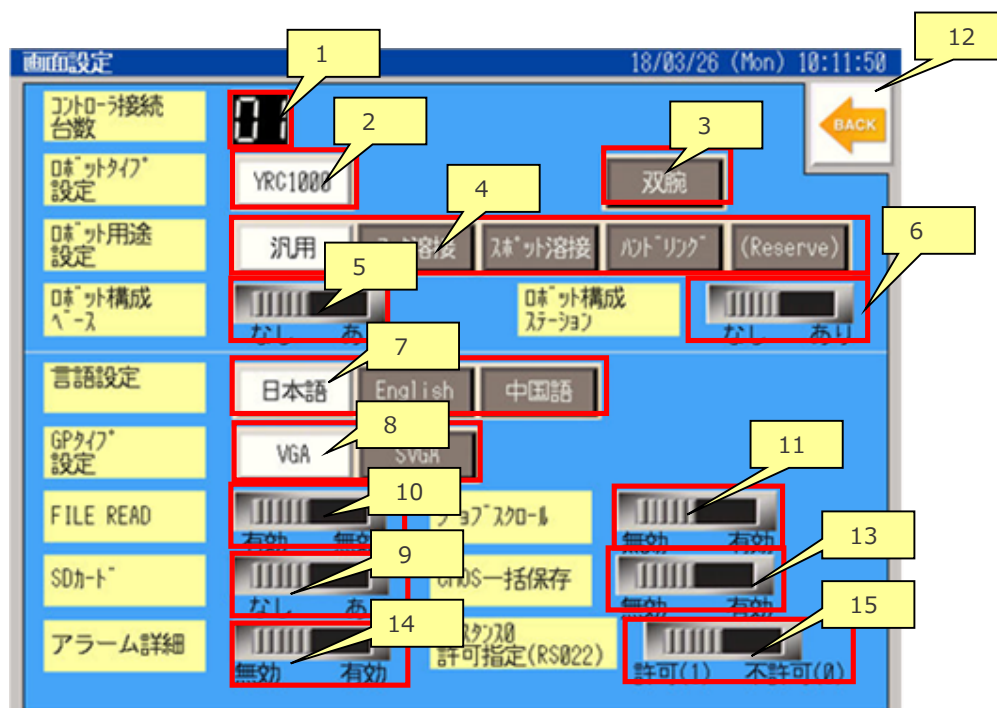 12
1
画面設定 18/03/26 (Mon) 10:11:50
コントローラ接続
台数
01
2
3
BACK
ロボットタイプ
設定
YRC1000
双腕
4
6
ロボット用途
設定
汎用 溶接 スポット溶接 ハンドリング (Reserve)
5
ロボット構成
ベース
なし
ロボット構成
ステーション
なし あり
7
言語設定
日本語 English 中国語
8
GPタイプ
設定
VGA SVGA
11
10
FILE READ
有効
ジョブスクロール
無効 有効
13
9
SDカード
なし
CMOS一括保存
無効 有効
14
15
アラーム詳細
無効 有効
許可指定(RS022)
許可(1) 不許可(0)